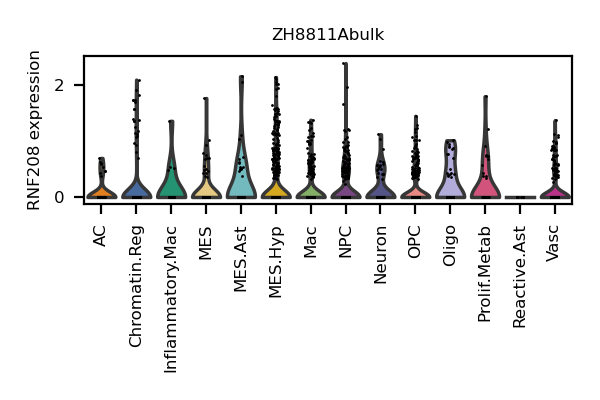 ZH8811Abulk
RNF208 expression
2
0
AC
Chromatin.Reg
Inflammatory.Mac
MES
MES.Ast
MES.Hyp
Mac
NPC
Neuron
OPC
Oligo
Prolif.Metab
Reactive.Ast
Vasc